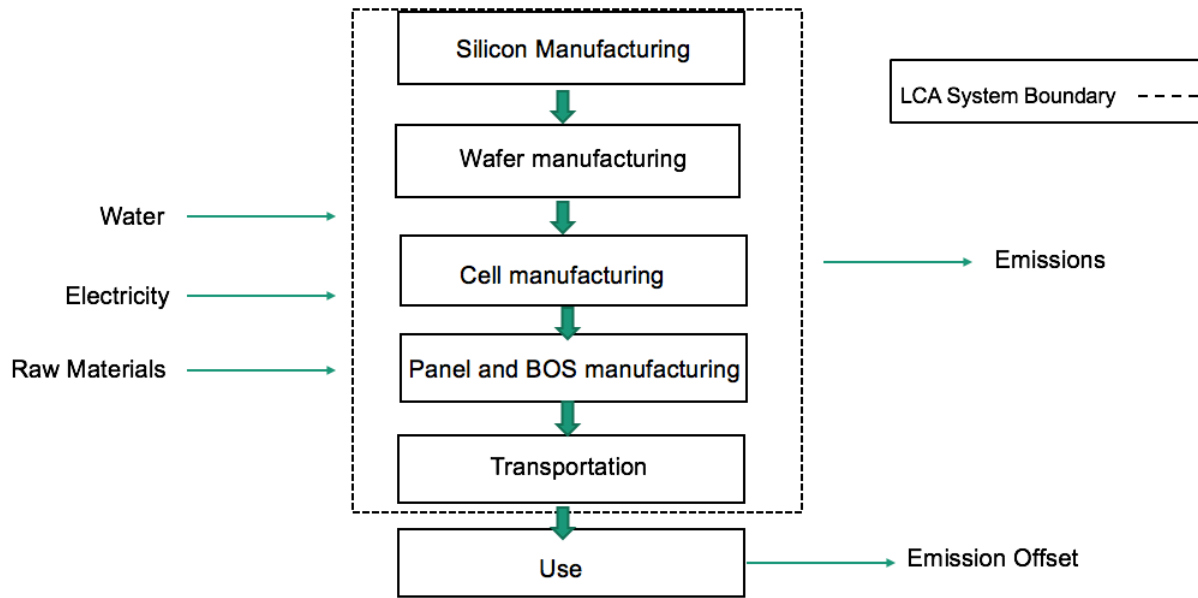 Silicon Manufacturing
LCA System Boundary
Wafer manufacturing
Water
Cell manufacturing
Emissions
Electricity
Raw Materials
Panel and BOS manufacturing
Transportation
Use
Emission Offset